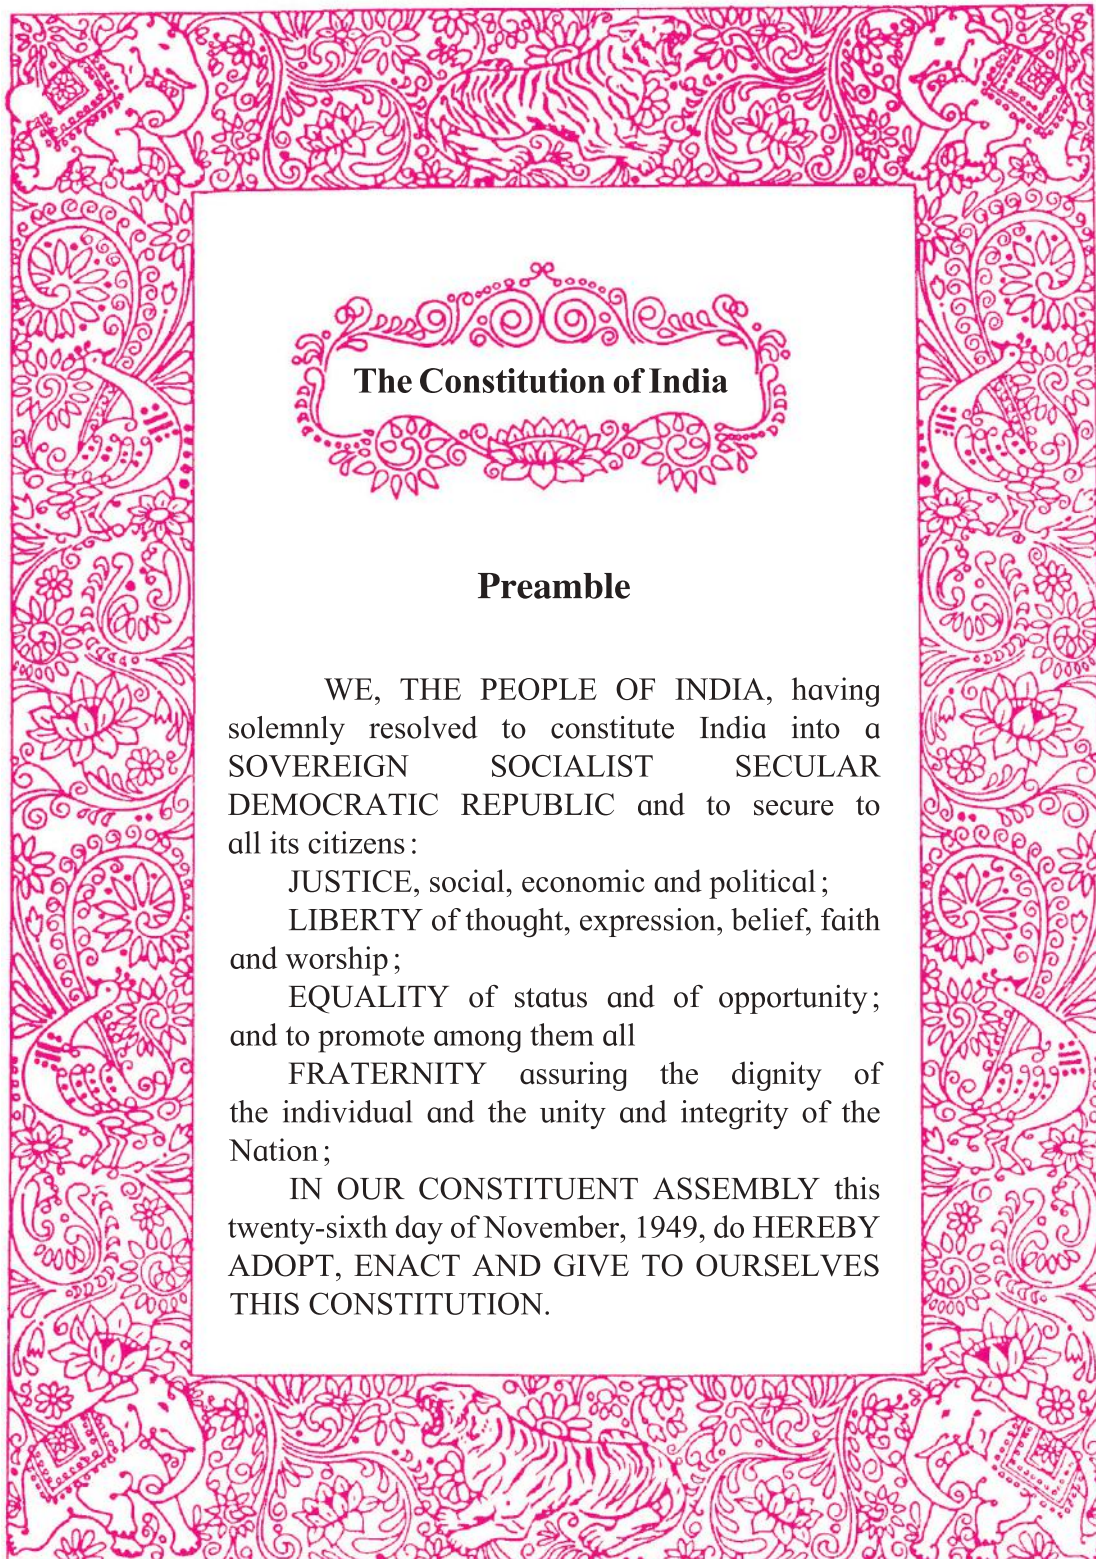 The Constitution of India
Preamble
WE, THE PEOPLE OF INDIA, having
solemnly resolved to constitute India into a
SOVEREIGN SOCIALIST SECULAR
DEMOCRATIC REPUBLIC and to secure to
all its citizens :
JUSTICE, social, economic and political ;
LIBERTY of thought, expression, belief, faith
and worship ;
EQUALITY of status and of opportunity ;
and to promote among them all
FRATERNITY assuring the dignity of
the individual and the unity and integrity of the
Nation ;
IN OUR CONSTITUENT ASSEMBLY this
twenty-sixth day of November, 1949, do HEREBY
ADOPT, ENACT AND GIVE TO OURSELVES
THIS CONSTITUTION.